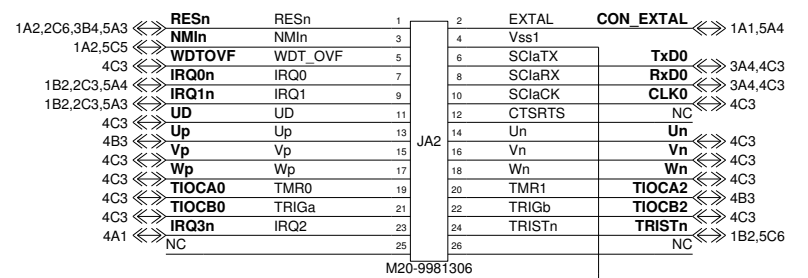 1A2,2C6,3B4,5A3 RESn RESn 1 2 EXTAL CON_EXTAL 1A1,5A4
1A2,5C5 NMIn NMIn 3 4 Vss1
4C3 WDTOVF WDT_OVF 5 6 SCIaTX TxD0 3A4,4C3
1B2,2C3,5A4 IRQ0n IRQ0 7 8 SCIaRX RxD0 3A4,4C3
1B2,2C3,5A3 IRQ1n IRQ1 9 10 SCIaCK CLK0 4C3
4C3 UD UD 11 12 CTSRTS NC
4B3 Up Up 13 JA2 14 Un Un 4C3
4C3 Vp Vp 15 16 Vn Vn 4C3
4C3 Wp Wp 17 18 Wn Wn 4C3
4C3 TIOCA0 TMR0 19 20 TMR1 TIOCA2 4B3
4C3 TIOCB0 TRIGa 21 22 TRIGb TIOCB2 4C3
4A1 IRQ3n IRQ2 23 24 TRISTn TRISTn 1B2,5C6
NC 25 26 NC
M20-9981306